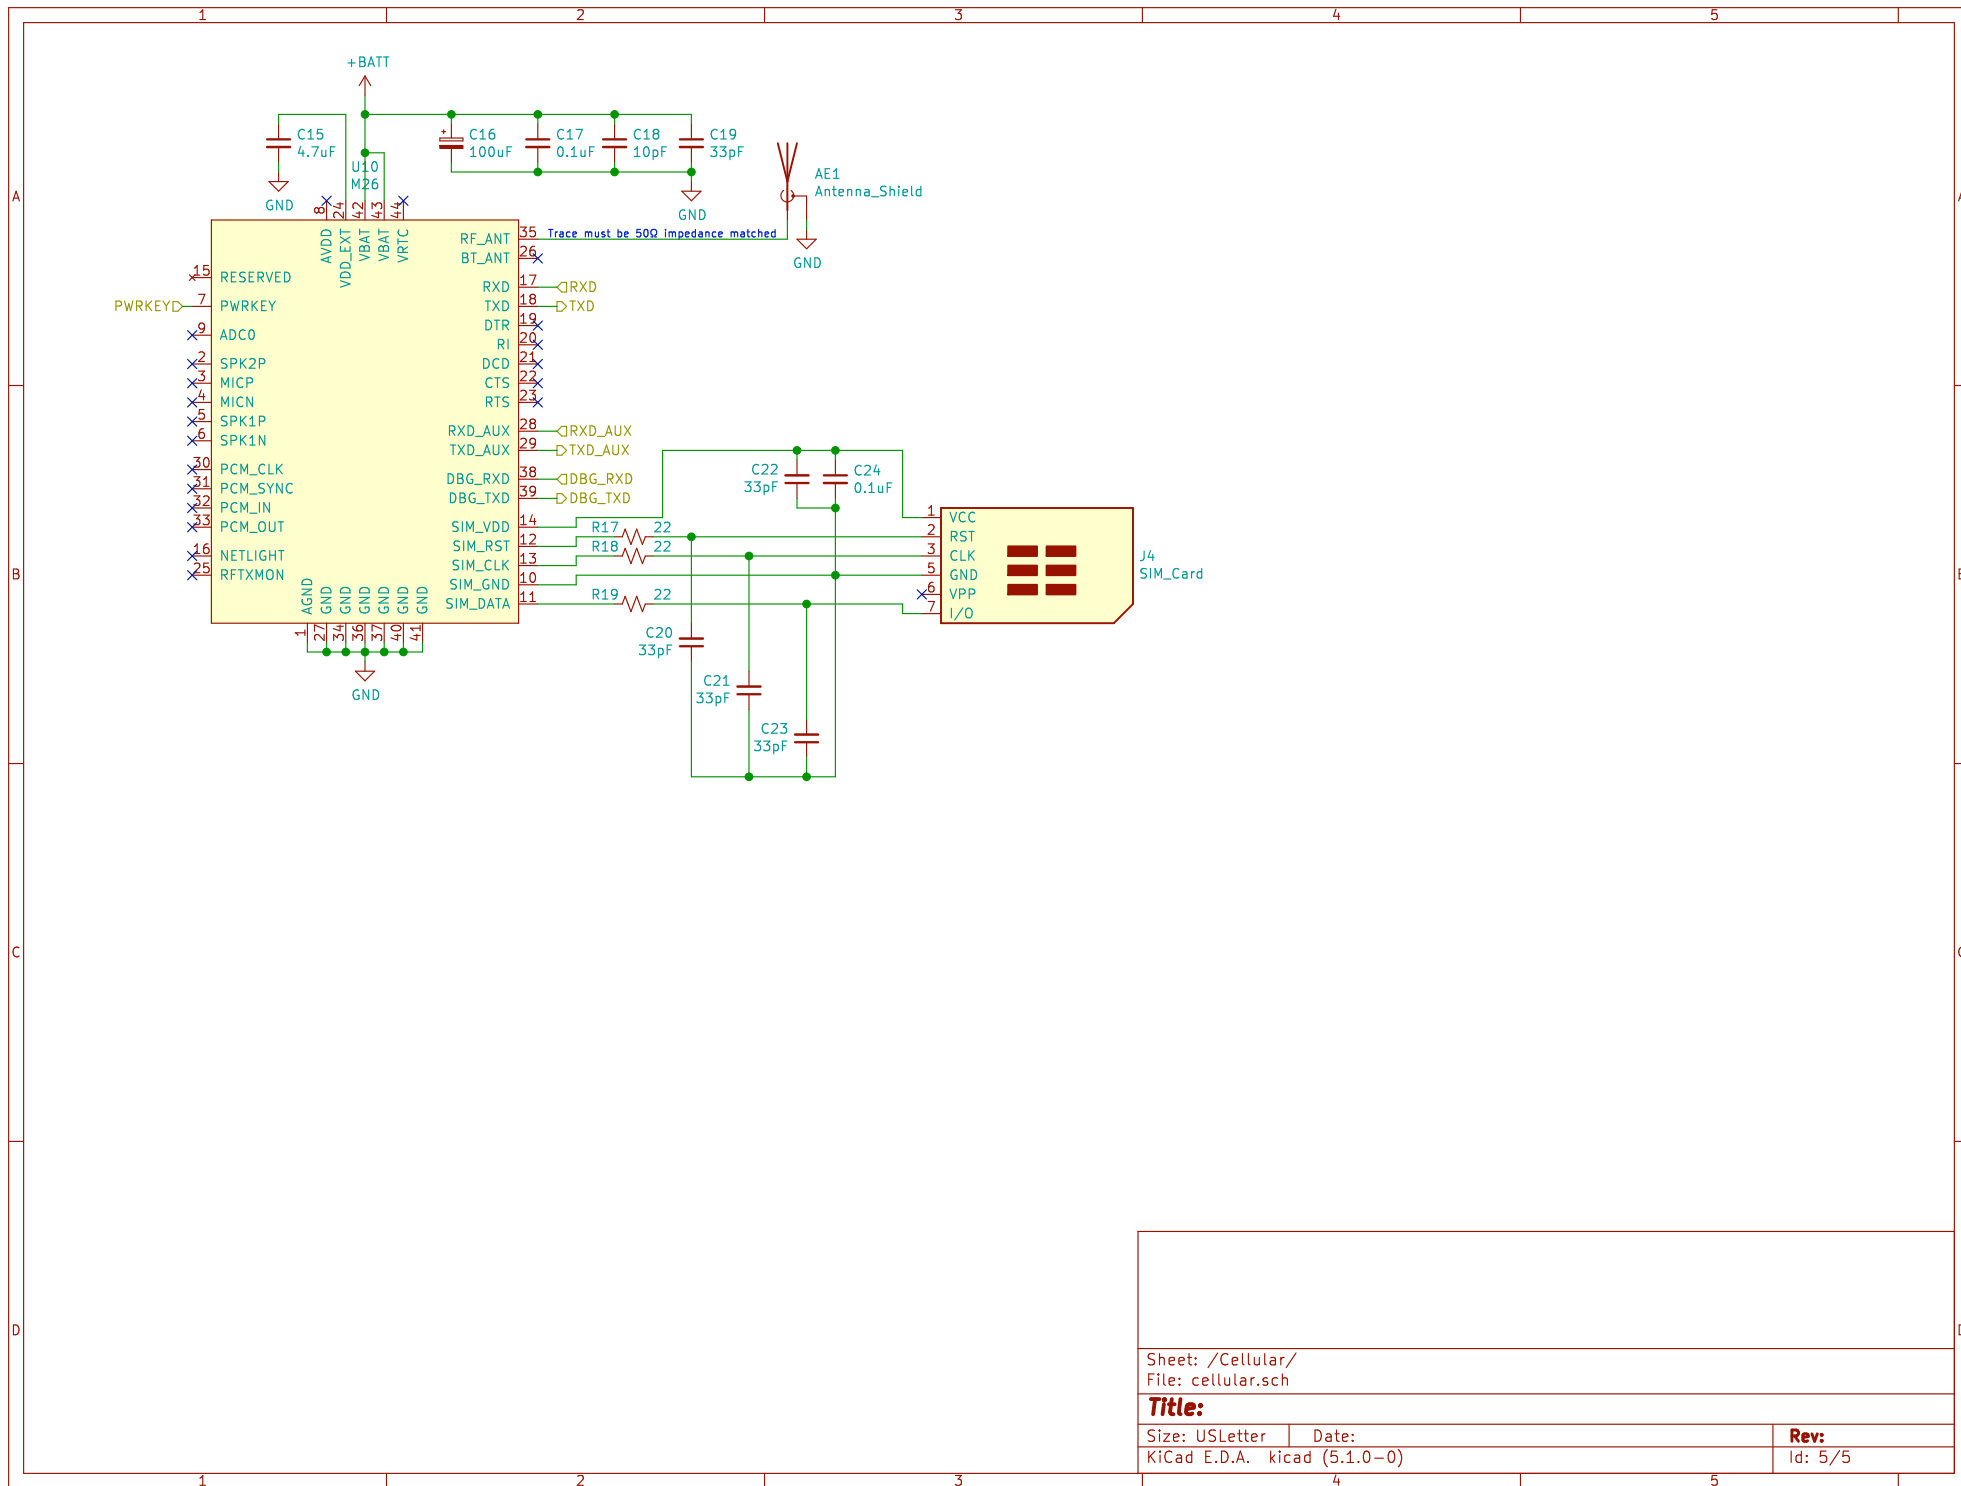 1 2 3 4 5
+BATT
C15
4.7uF
C16
100uF
C17
0.1uF
C18
10pF
C19
33pF
U10
M26
GND
GND
AE1
Antenna_Shield
GND
A
A
8 24 42 43 44
AVDD VDD_EXT VBAT VBAT VRTC
35 RF_ANT
Trace must be 50Ω impedance matched
26 BT_ANT
15 RESERVED
17 RXD RXD
PWRKEY 7 PWRKEY
18 TXD TXD
19 DTR
9 ADC0
20 RI
2 SPK2P
21 DCD
3 MICP
22 CTS
4 MICN
23 RTS
5 SPK1P
28 RXD_AUX RXD_AUX
6 SPK1N
29 TXD_AUX TXD_AUX
30 PCM_CLK
38 DBG_RXD DBG_RXD
31 PCM_SYNC
39 DBG_TXD DBG_TXD
32 PCM_IN
33 PCM_OUT
14 SIM_VDD
12 SIM_RST
16 NETLIGHT
13 SIM_CLK
25 RFTXMON
10 SIM_GND
11 SIM_DATA
AGND GND GND GND GND GND GND
1 27 34 36 37 40 41
GND
R17 22
R18 22
R19 22
C22
33pF
C24
0.1uF
1 VCC
2 RST
3 CLK
5 GND
6 VPP
7 I/O
J4
SIM_Card
C20
33pF
C21
33pF
C23
33pF
B
C
D
Sheet: /Cellular/
File: cellular.sch
Title:
Size: USLetter
Date:
Rev:
KiCad E.D.A. kicad (5.1.0-0)
Id: 5/5
1 2 3 4 5